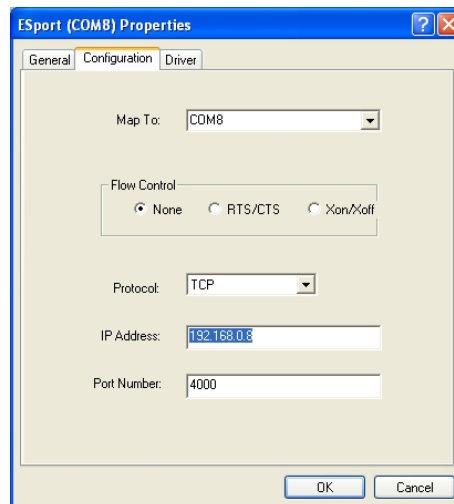 ESport (COM8) Properties
General Configuration Driver
Map To: COM8
Flow Control
None RTS/CTS Xon/Xoff
Protocol: TCP
IP Address: 192.168.0.8
Port Number: 4000
OK Cancel